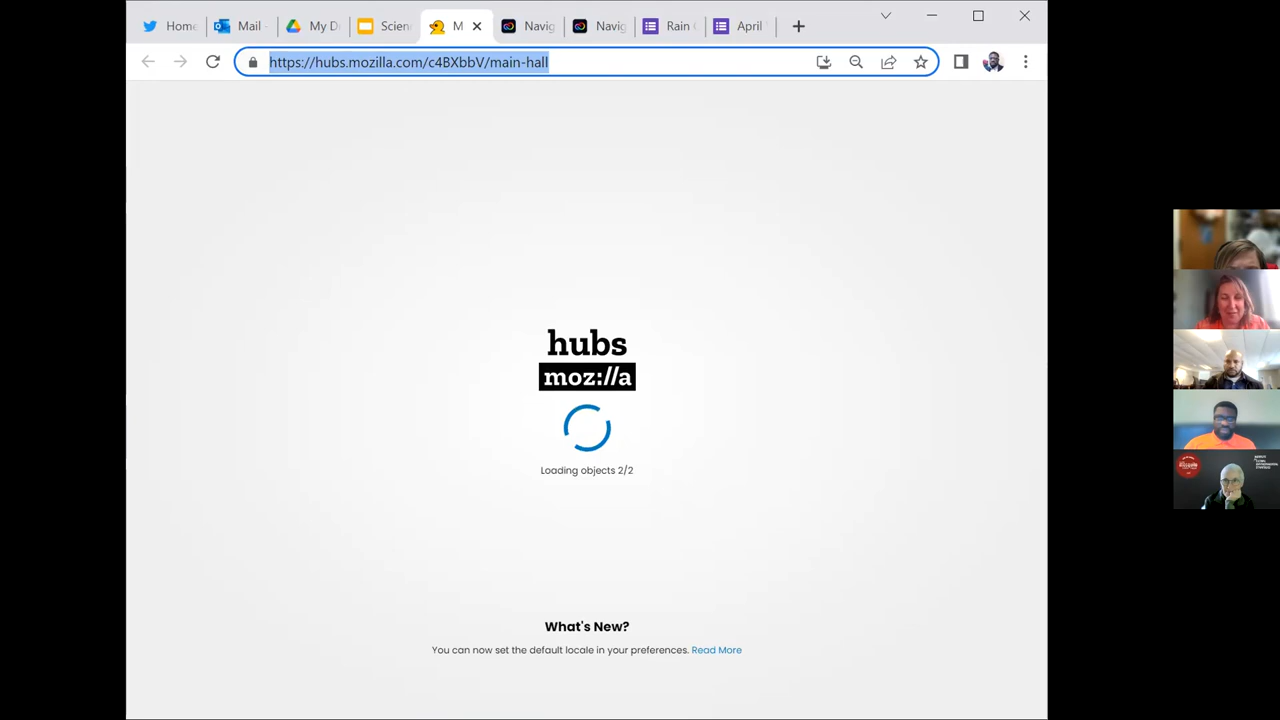 Home
Mail
My D
Scien
M
Navig
Navig
Rain
April
https://hubs.mozilla.com/c4BXbbV/main-hall
hubs
moz://a
Loading objects 2/2
What's New?
You can now set the default locale in your preferences. Read More